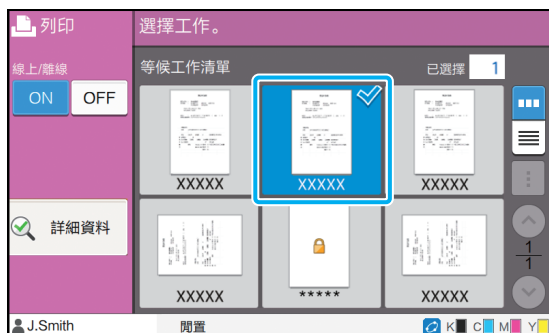 列印
選擇工作。
線上/離線
ON OFF
等候工作清單
已選擇 1
XXXXX XXXXX XXXXX
詳細資料
XXXXX ***** XXXXX
1
1
J.Smith
閒置
K C M Y